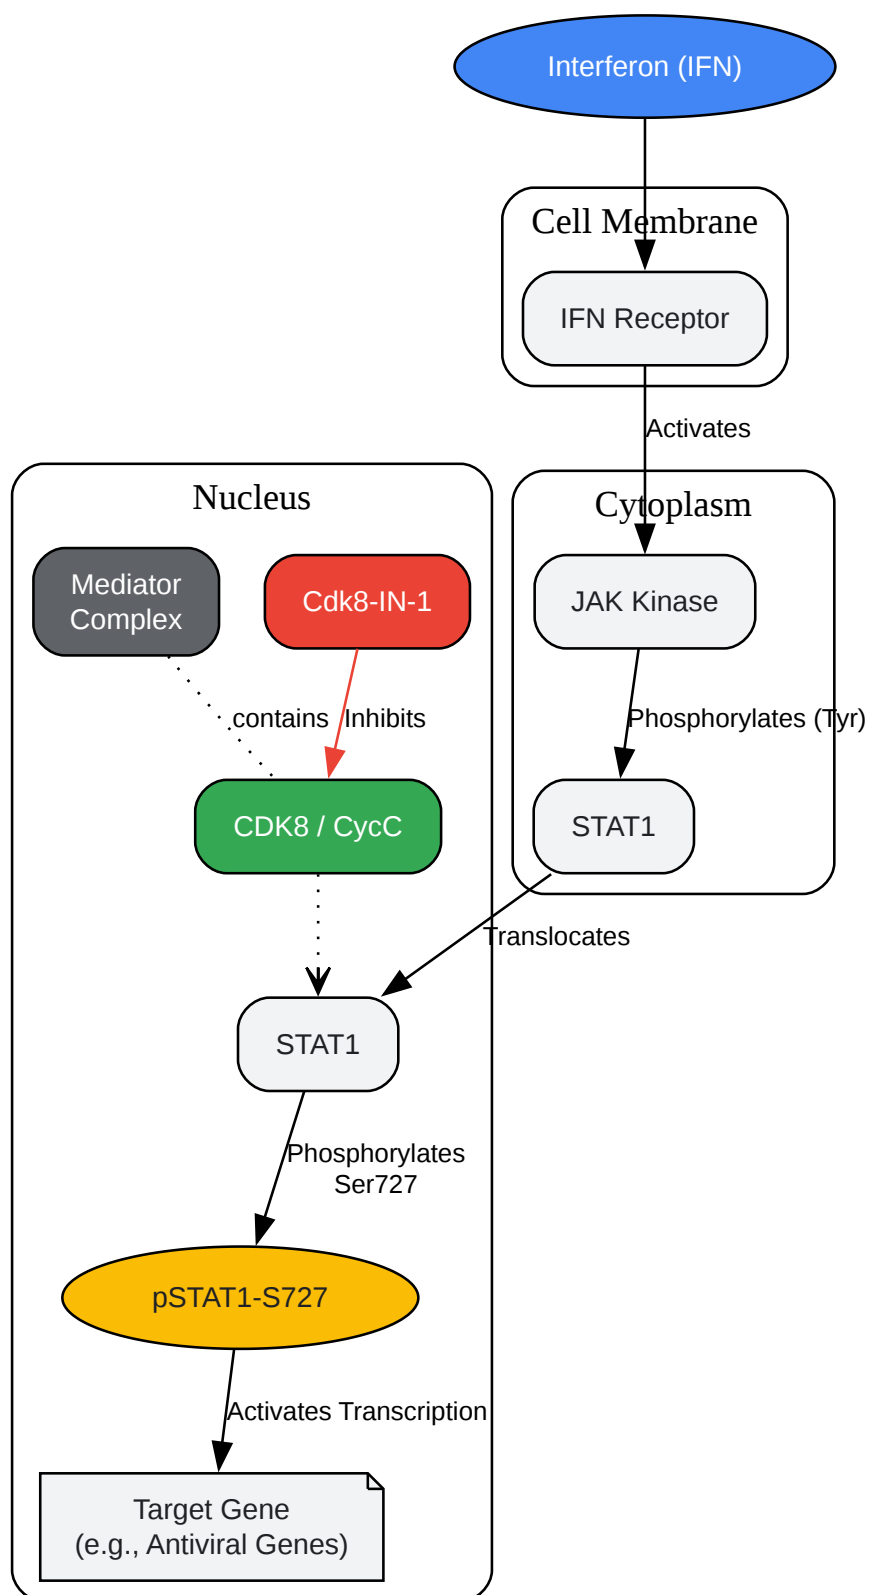 Interferon (IFN)
Cell Membrane
IFN Receptor
Activates
Nucleus
Cytoplasm
Mediator
Complex
Cdk8-IN-1
JAK Kinase
contains
Inhibits
Phosphorylates (Tyr)
CDK8 / CycC
STAT1
Translocates
STAT1
Phosphorylates
Ser727
pSTAT1-S727
Activates Transcription
Target Gene
(e.g., Antiviral Genes)